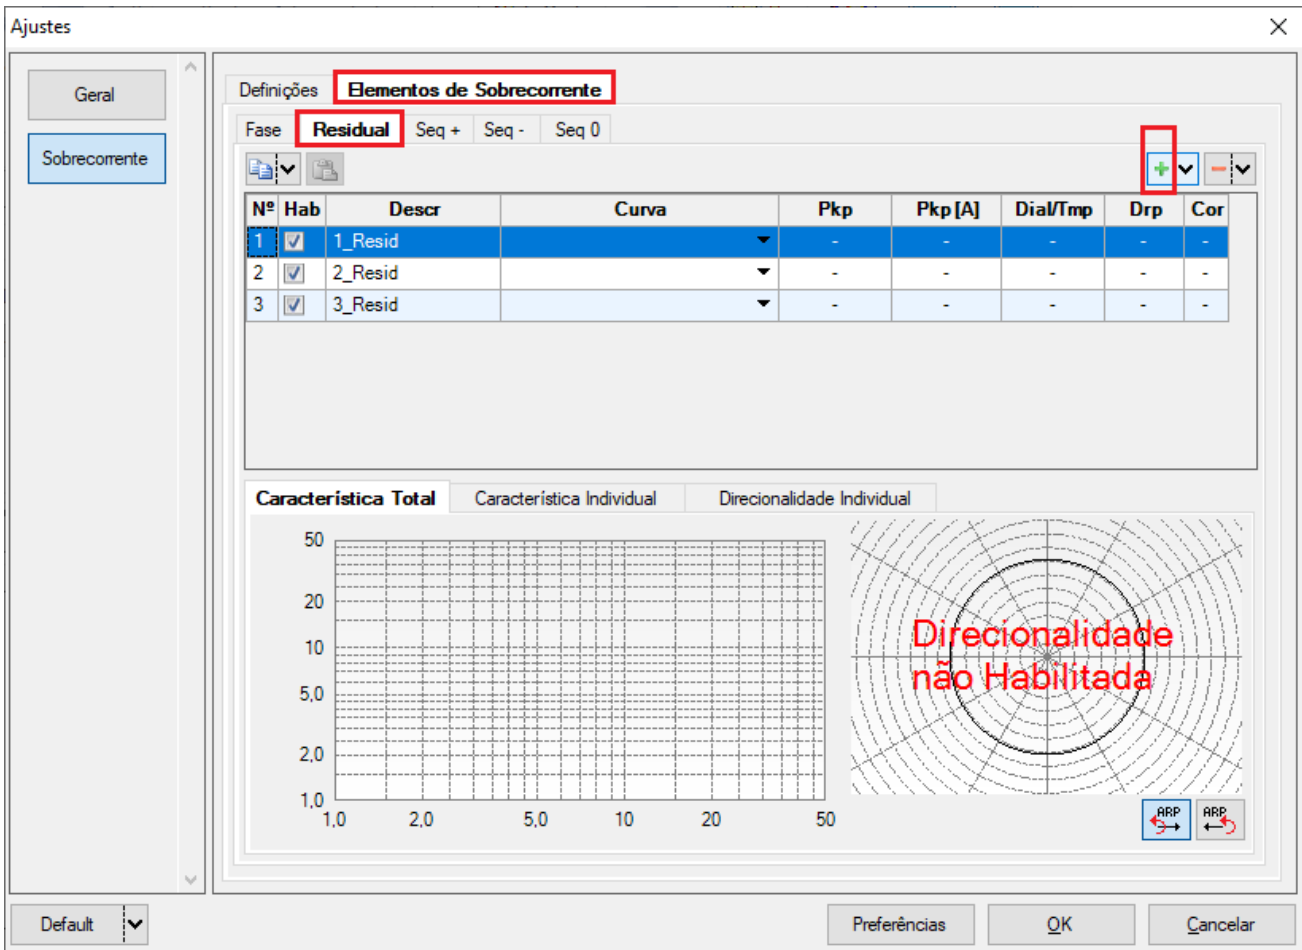 Ajustes
Geral
Sobrecorrente
Definições Elementos de Sobrecorrente
Fase Residual Seq + Seq - Seq 0
Nº Hab Descr Curva Pkp Pkp[A] Dial/Tmp Drp Cor
1 1_Resid - - - - -
2 2_Resid - - - - -
3 3_Resid - - - - -
Característica Total Característica Individual Direcionalidade Individual
50
20
10
5,0
2,0
1,0
1,0 2,0 5,0 10 20 50
Direcionalidade
não Habilitada
ARP ARP
Default Preferências OK Cancelar